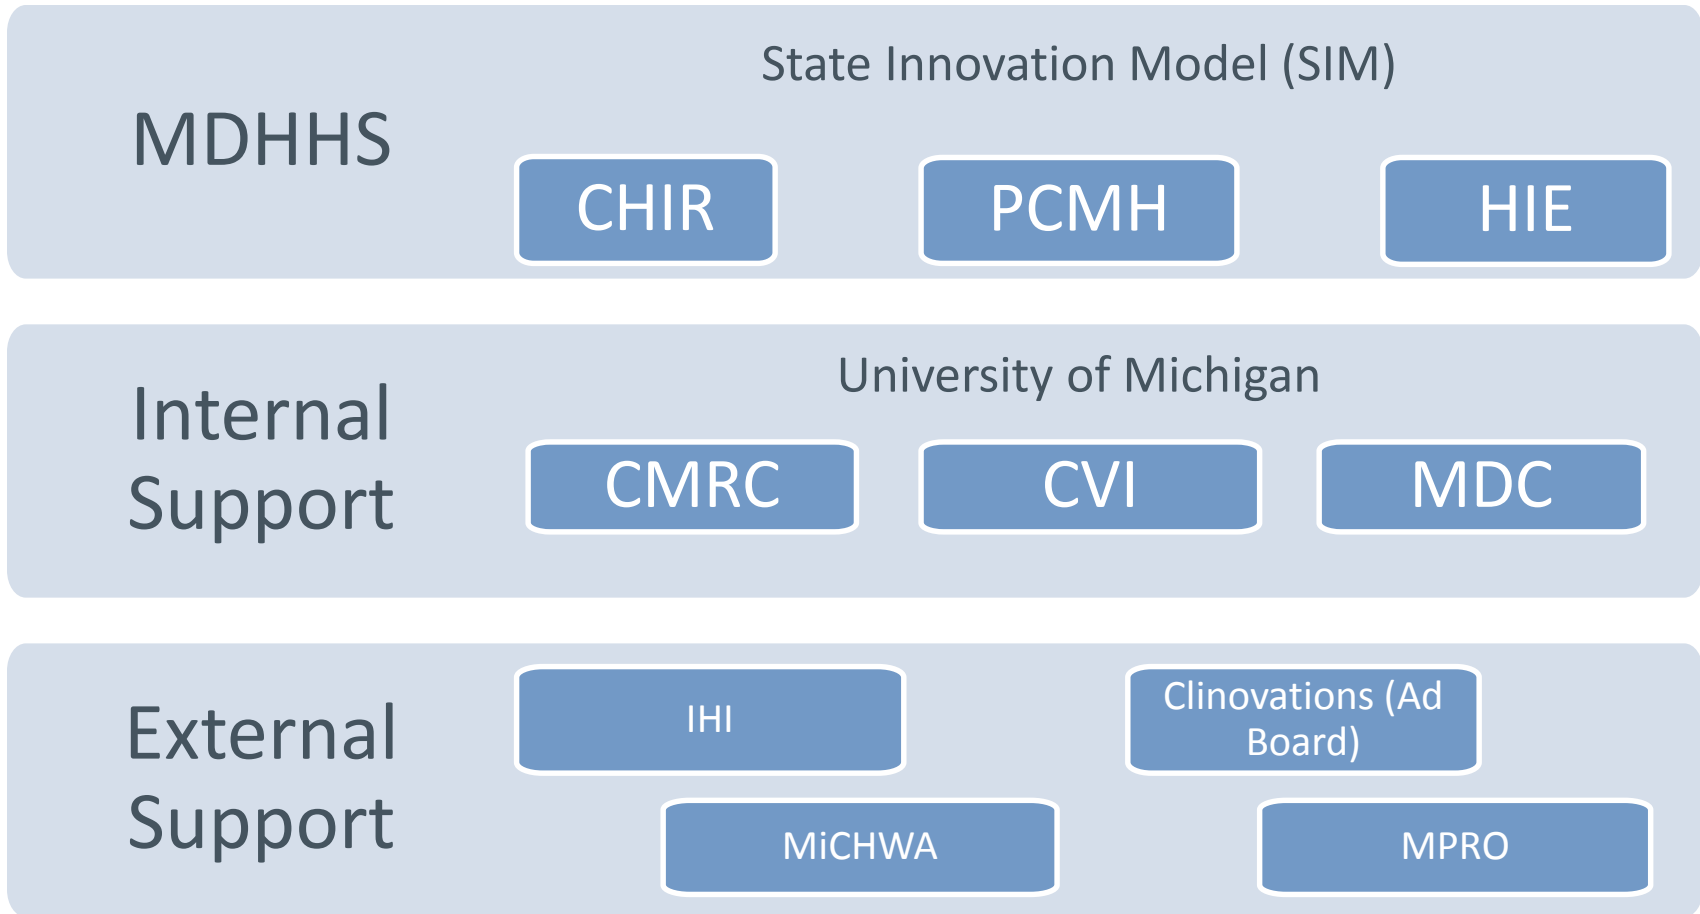 MDHHS
State Innovation Model (SIM)
CHIR
PCMH
HIE
Internal
Support
University of Michigan
CMRC
CVI
MDC
External
Support
IHI
Clinovations (Ad
Board)
MiCHWA
MPRO